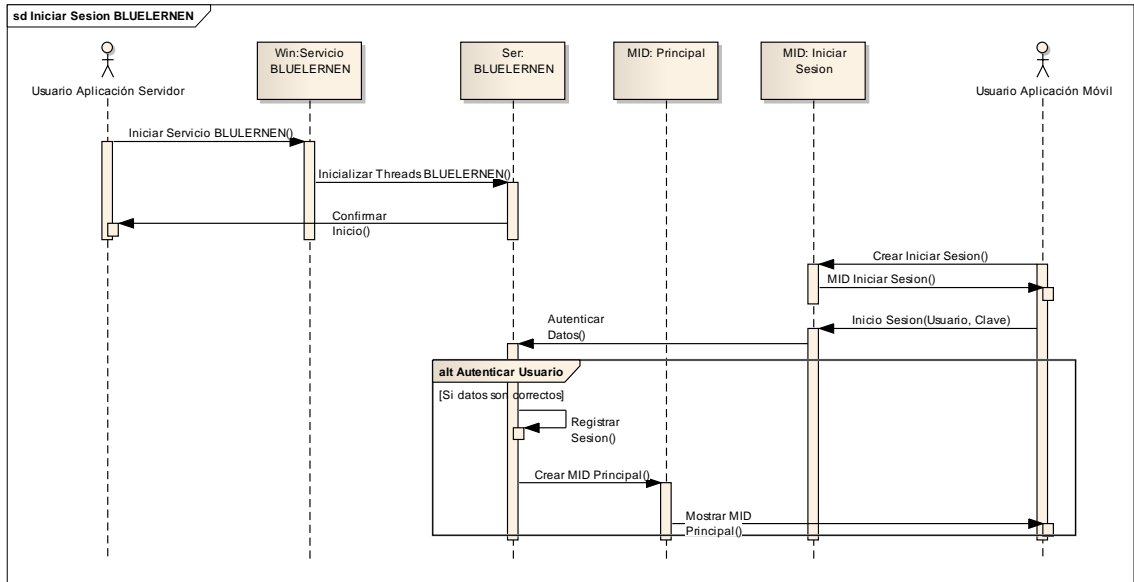 sd Iniciar Sesion BLUELERNEN
Usuario Aplicación Servidor
Win:Servicio
BLUELERNEN
Ser:
BLUELERNEN
MID: Principal
MID: Iniciar
Sesion
Usuario Aplicación Móvil
Iniciar Servicio BLULERNEN()
Inicializar Threads BLUELERNEN()
Confirmar
Inicio()
Crear Iniciar Sesion()
MID Iniciar Sesion()
Inicio Sesion(Usuario, Clave)
Autenticar
Datos()
alt Autenticar Usuario
[Si datos son correctos]
Registrar
Sesion()
Crear MID Principal()
Mostrar MID
Principal()